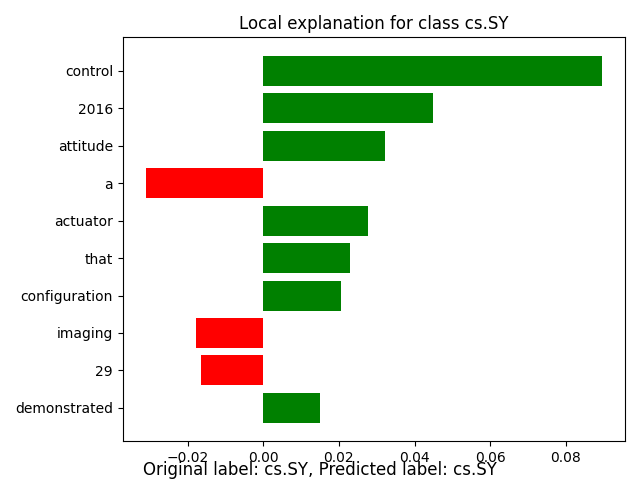 Local explanation for class cs.SY
control
2016
attitude
a
actuator
that
configuration
imaging
29
demonstrated
−0.02 0.00 0.02 0.04 0.06 0.08
Original label: cs.SY, Predicted label: cs.SY